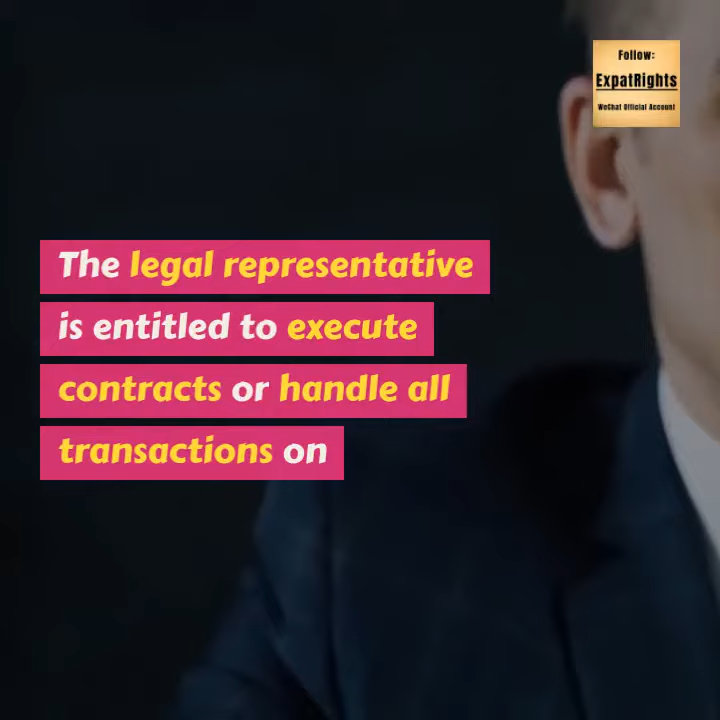 Follow:
ExpatRights
WeChat Official Account
The legal representative
is entitled to execute
contracts or handle all
transactions on